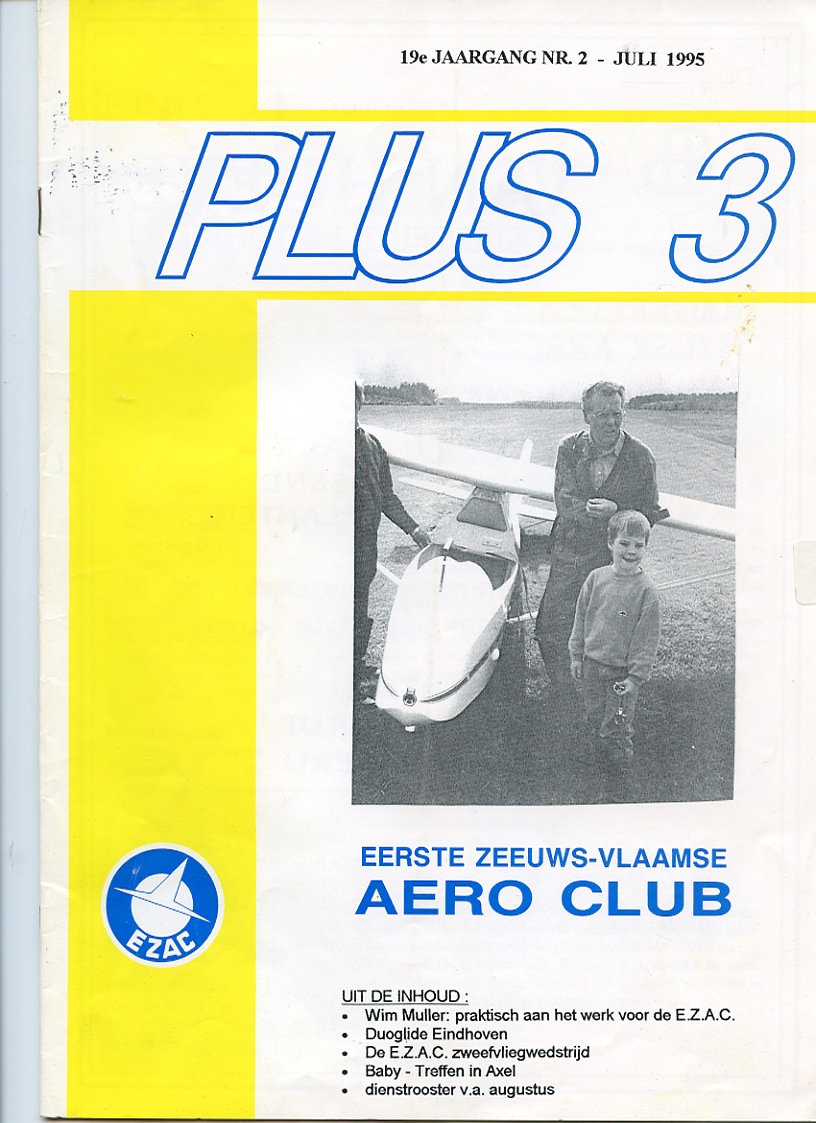 19e JAARGANG NR. 2 - JULI 1995
PLUS 3
EERSTE ZEEUWS-VLAAMSE
AERO CLUB
EZAC
UIT DE INHOUD :
• Wim Muller: praktisch aan het werk voor de E.Z.A.C.
• Duoglide Eindhoven
• De E.Z.A.C. zweefvliegwedstrijd
• Baby - Treffen in Axel
• dienstrooster v.a. augustus